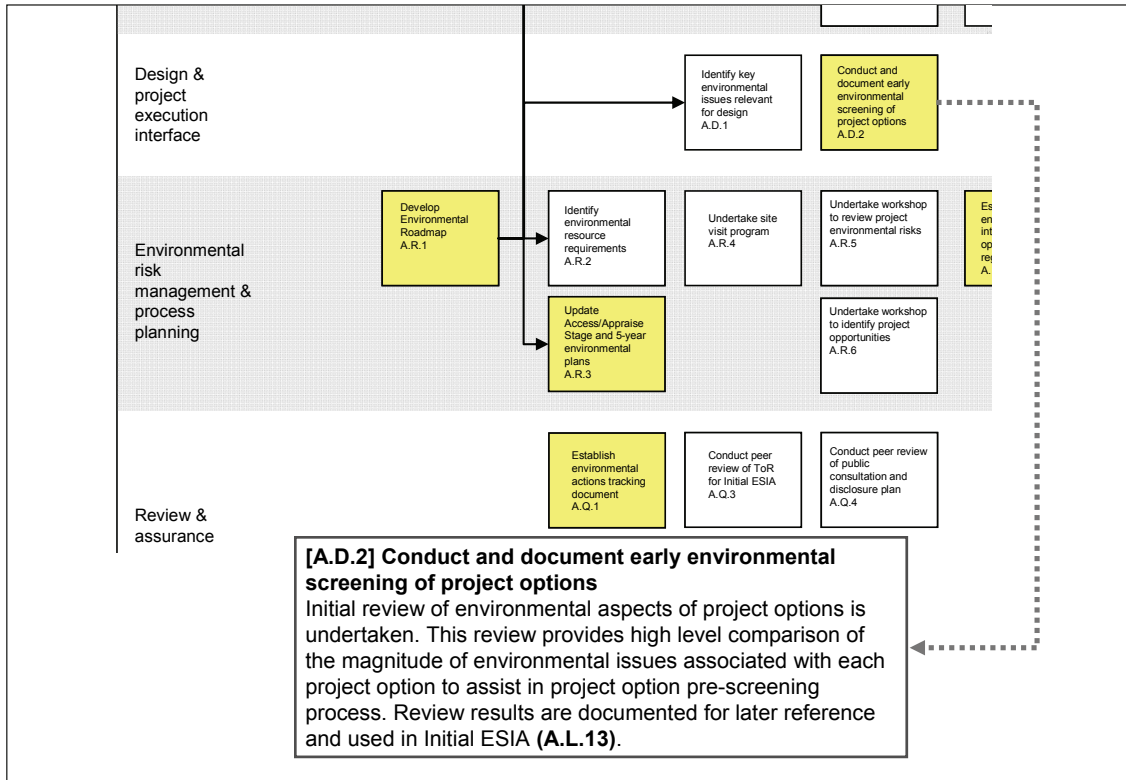 Design &
project
execution
interface
Identify key
environmental
issues relevant
for design
A.D.1
Conduct and
document early
environmental
screening of
project options
A.D.2
Environmental
risk
management &
process
planning
Develop
Environmental
Roadmap
A.R.1
Identify
environmental
resource
requirements
A.R.2
Undertake site
visit program
A.R.4
Undertake workshop
to review project
environmental risks
A.R.5
Es
en
int
op
reg
A.
Update
Access/Appraise
Stage and 5-year
environmental
plans
A.R.3
Undertake workshop
to identify project
opportunities
A.R.6
Review &
assurance
Establish
environmental
actions tracking
document
A.Q.1
Conduct peer
review of ToR
for Initial ESIA
A.Q.3
Conduct peer review
of public
consultation and
disclosure plan
A.Q.4
[A.D.2] Conduct and document early environmental
screening of project options
Initial review of environmental aspects of project options is
undertaken. This review provides high level comparison of
the magnitude of environmental issues associated with each
project option to assist in project option pre-screening
process. Review results are documented for later reference
and used in Initial ESIA (A.L.13).